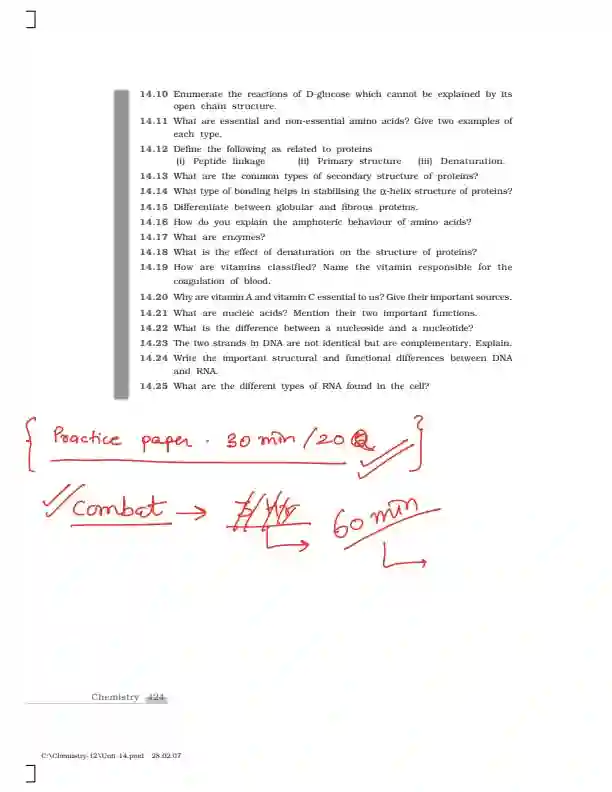 14.10 Enumerate the reactions of D-glucose which cannot be explained by its
open chain structure.
14.11 What are essential and non-essential amino acids? Give two examples of
each type.
14.12 Define the following as related to proteins
(i) Peptide linkage (ii) Primary structure (iii) Denaturation.
14.13 What are the common types of secondary structure of proteins?
14.14 What type of bonding helps in stabilising the α-helix structure of proteins?
14.15 Differentiate between globular and fibrous proteins.
14.16 How do you explain the amphoteric behaviour of amino acids?
14.17 What are enzymes?
14.18 What is the effect of denaturation on the structure of proteins?
14.19 How are vitamins classified? Name the vitamin responsible for the
coagulation of blood.
14.20 Why are vitamin A and vitamin C essential to us? Give their important sources.
14.21 What are nucleic acids? Mention their two important functions.
14.22 What is the difference between a nucleoside and a nucleotide?
14.23 The two strands in DNA are not identical but are complementary. Explain.
14.24 Write the important structural and functional differences between DNA
and RNA.
14.25 What are the different types of RNA found in the cell?
{ Practice paper. 30 min / 20 Q }
Combat → 60 min
Chemistry 424
C:\Chemistry-12\Unit-14.pmd 28.02.07